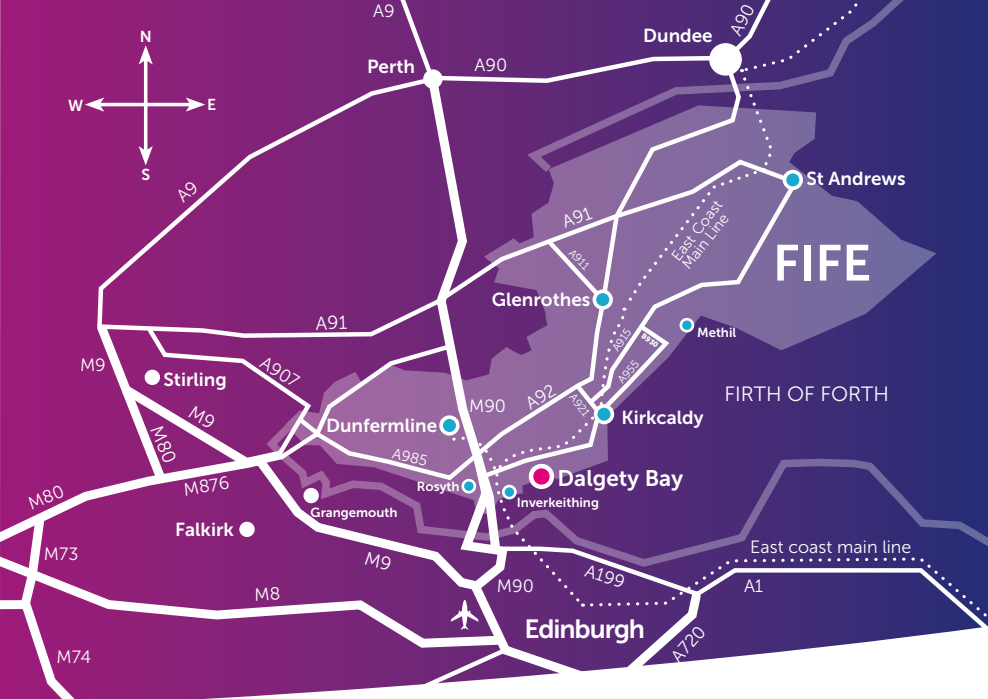 A9
A90
Dundee
N
Perth
A90
W
E
S
A9
St Andrews
A91
East Coast
Main Line
FIFE
A911
Glenrothes
A91
Methil
A915
B930
M9
A907
Stirling
A955
A92
FIRTH OF FORTH
M90
A921
Kirkcaldy
M9
Dunfermline
M80
A985
Dalgety Bay
M876
Rosyth
M80
Inverkeithing
Grangemouth
Falkirk
M73
East coast main line
M9
A199
M90
A1
M8
Edinburgh
A720
M74